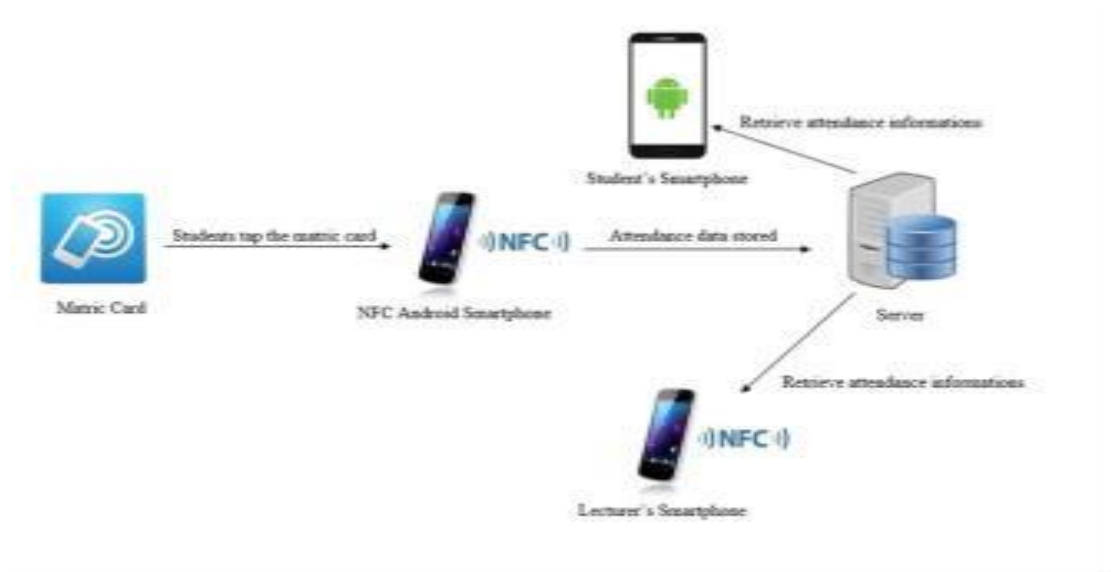 Retrieve attendance informations
Student's Smartphone
Students tap the matric card
NFC
Attendance data stored
Matric Card
NFC Android Smartphone
Server
Retrieve attendance informations
NFC
Lecturer's Smartphone